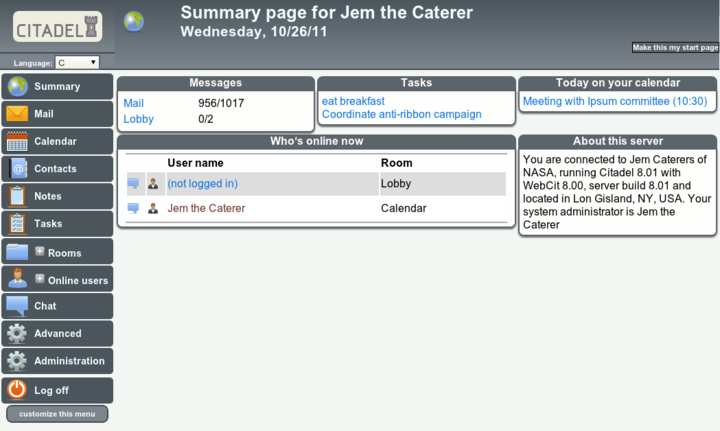 CITADEL
Summary page for Jem the Caterer
Wednesday, 10/26/11
Make this my start page
Language: C
Summary
Mail
Calendar
Contacts
Notes
Tasks
Rooms
Online users
Chat
Advanced
Administration
Log off
customize this menu
Messages
Mail 956/1017
Lobby 0/2
Tasks
eat breakfast
Coordinate anti-ribbon campaign
Today on your calendar
Meeting with Ipsum committee (10:30)
Who's online now
User name Room
(not logged in) Lobby
Jem the Caterer Calendar
About this server
You are connected to Jem Caterers of
NASA, running Citadel 8.01 with
WebCit 8.00, server build 8.01 and
located in Lon Gisland, NY, USA. Your
system administrator is Jem the
Caterer